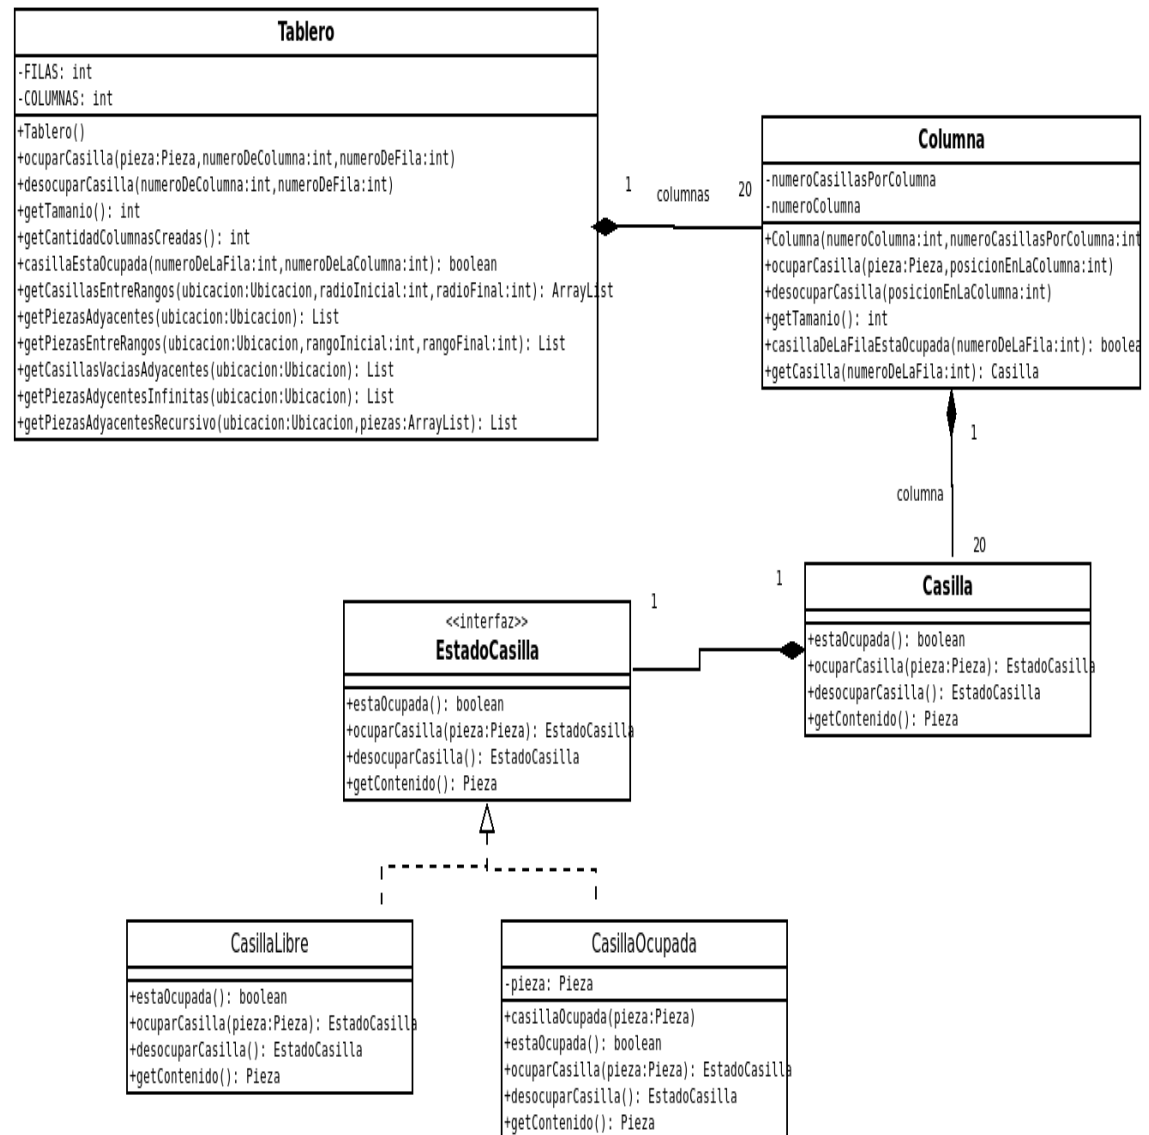 Tablero
-FILAS: int
-COLUMNAS: int
+Tablero()
+ocuparCasilla(pieza:Pieza,numeroDeColumna:int,numeroDeFila:int)
+desocuparCasilla(numeroDeColumna:int,numeroDeFila:int)
+getTamanio(): int
+getCantidadColumnasCreadas(): int
+casillaEstaOcupada(numeroDeLaFila:int,numeroDeLaColumna:int): boolean
+getCasillasEntreRangos(ubicacion:Ubicacion,radioInicial:int,radioFinal:int): ArrayList
+getPiezasAdyacentes(ubicacion:Ubicacion): List
+getPiezasEntreRangos(ubicacion:Ubicacion,rangoInicial:int,rangoFinal:int): List
+getCasillasVaciasAdyacentes(ubicacion:Ubicacion): List
+getPiezasAdycentesInfinitas(ubicacion:Ubicacion): List
+getPiezasAdyacentesRecursivo(ubicacion:Ubicacion,piezas:ArrayList): List
1
columnas
20
Columna
-numeroCasillasPorColumna
-numeroColumna
+Columna(numeroColumna:int,numeroCasillasPorColumna:int
+ocuparCasilla(pieza:Pieza,posicionEnLaColumna:int)
+desocuparCasilla(posicionEnLaColumna:int)
+getTamanio(): int
+casillaDeLaFilaEstaOcupada(numeroDeLaFila:int): boolea
+getCasilla(numeroDeLaFila:int): Casilla
1
columna
20
Casilla
+estaOcupada(): boolean
+ocuparCasilla(pieza:Pieza): EstadoCasilla
+desocuparCasilla(): EstadoCasilla
+getContenido(): Pieza
1
1
<<interfaz>>
EstadoCasilla
+estaOcupada(): boolean
+ocuparCasilla(pieza:Pieza): EstadoCasilla
+desocuparCasilla(): EstadoCasilla
+getContenido(): Pieza
CasillaLibre
+estaOcupada(): boolean
+ocuparCasilla(pieza:Pieza): EstadoCasilla
+desocuparCasilla(): EstadoCasilla
+getContenido(): Pieza
CasillaOcupada
-pieza: Pieza
+casillaOcupada(pieza:Pieza)
+estaOcupada(): boolean
+ocuparCasilla(pieza:Pieza): EstadoCasilla
+desocuparCasilla(): EstadoCasilla
+getContenido(): Pieza